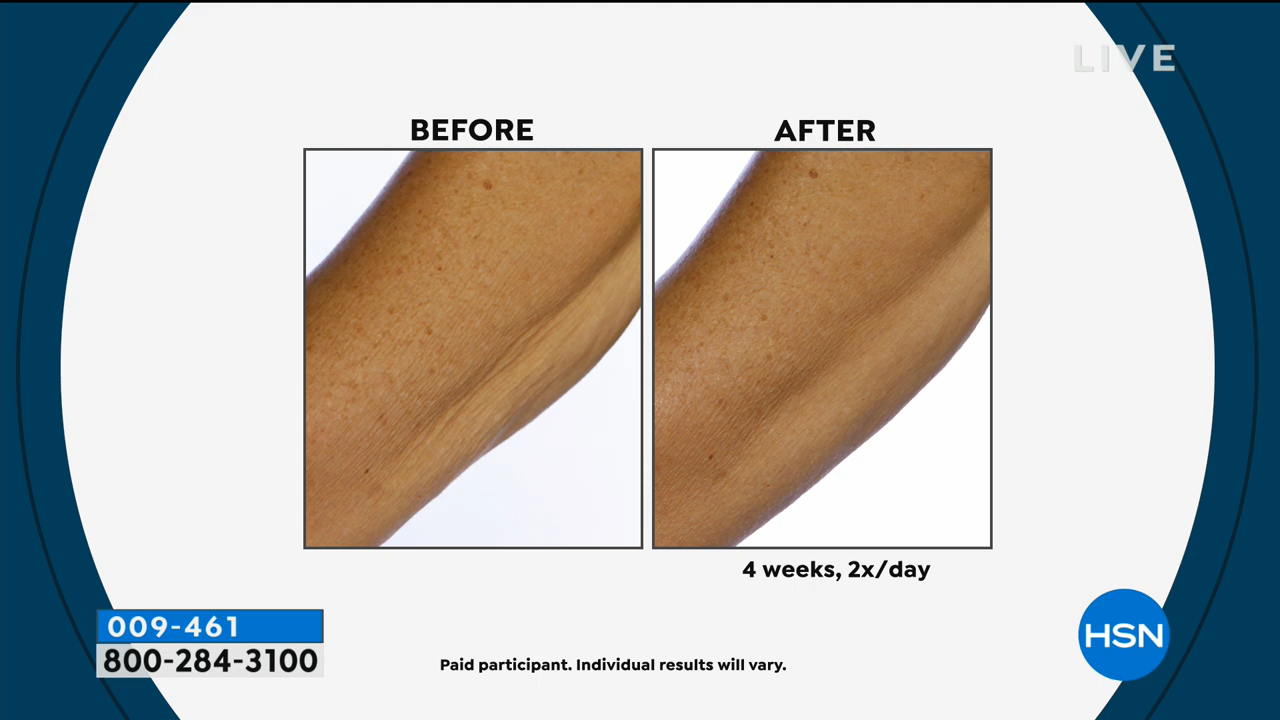 LIVE
BEFORE
AFTER
4 weeks, 2x/day
009-461
800-284-3100
HSN
Paid participant. Individual results will vary.